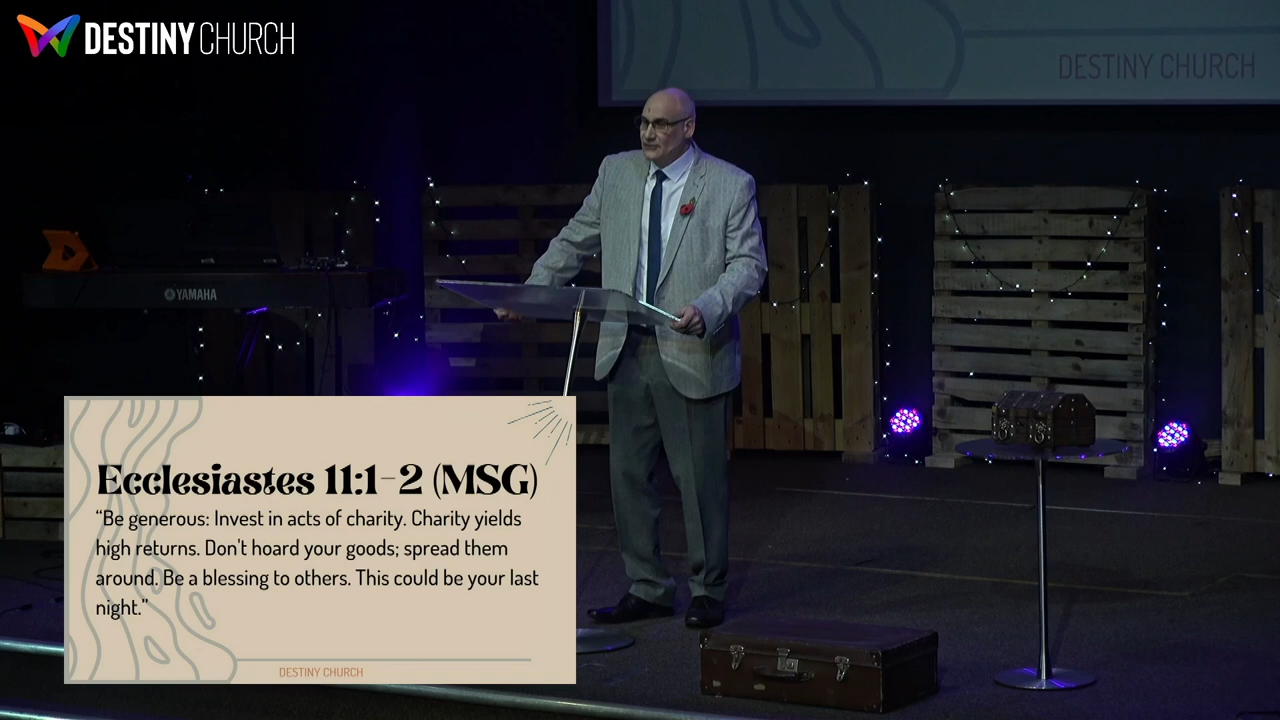 DESTINY CHURCH
DESTINY CHURCH
YAMAHA
Ecclesiastes 11:1-2 (MSG)
“Be generous: Invest in acts of charity. Charity yields
high returns. Don't hoard your goods; spread them
around. Be a blessing to others. This could be your last
night.”
DESTINY CHURCH